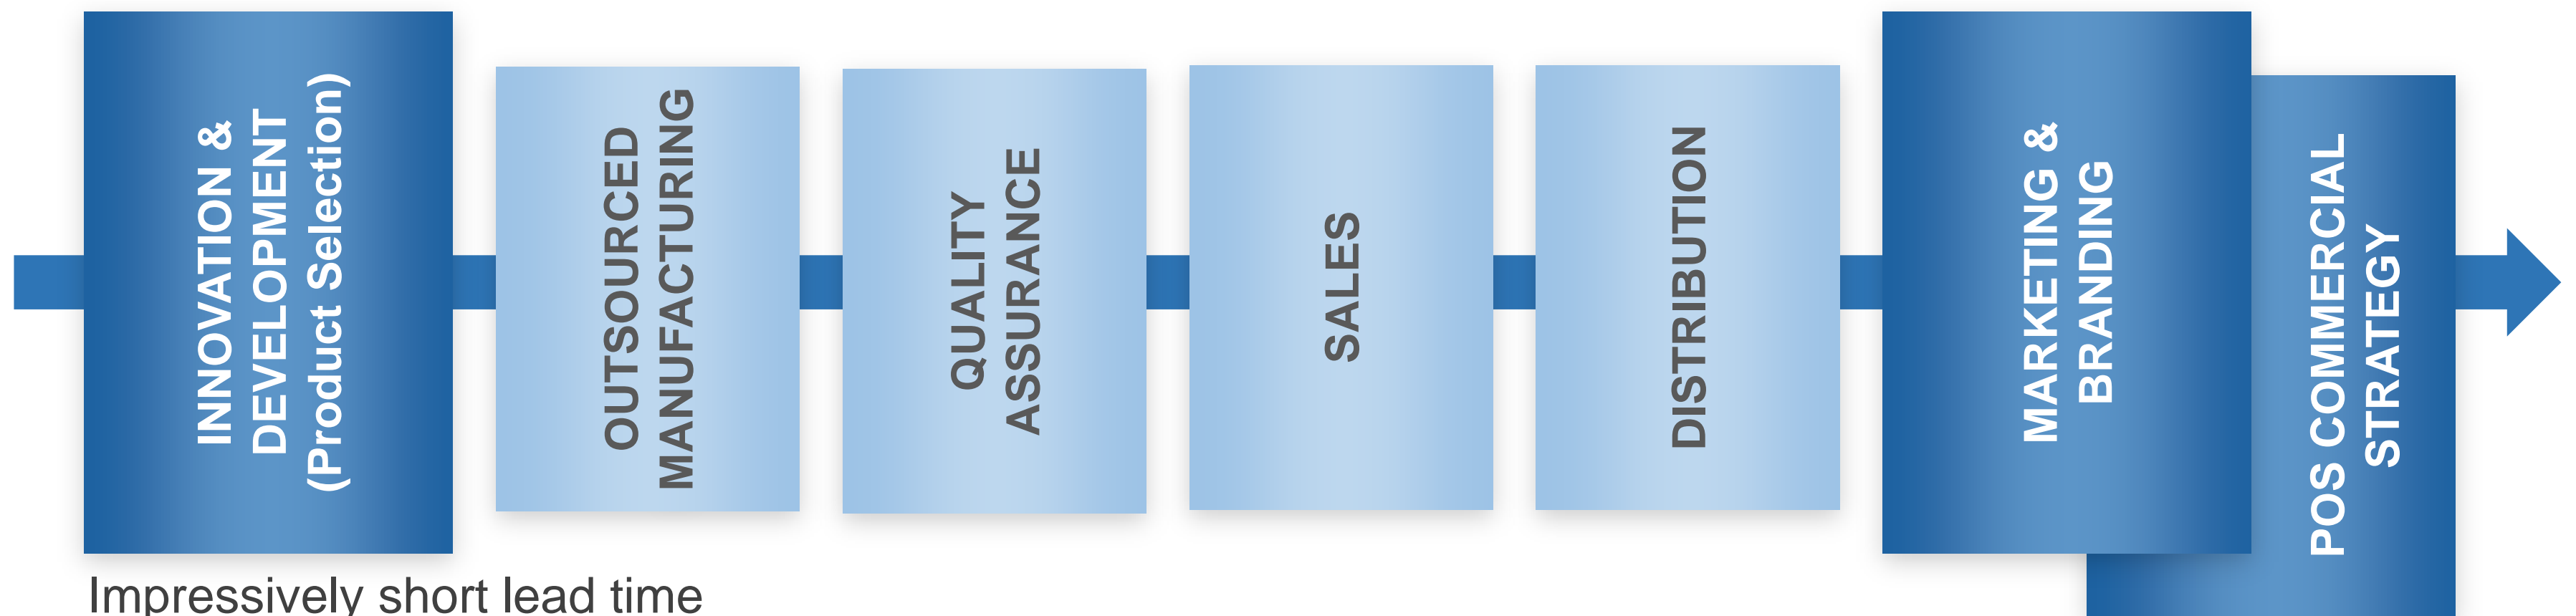 INNOVATION &
DEVELOPMENT
(Product Selection)
OUTSOURCED
MANUFACTURING
QUALITY
ASSURANCE
SALES
DISTRIBUTION
MARKETING &
BRANDING
POS COMMERCIAL
STRATEGY
Impressively short lead time